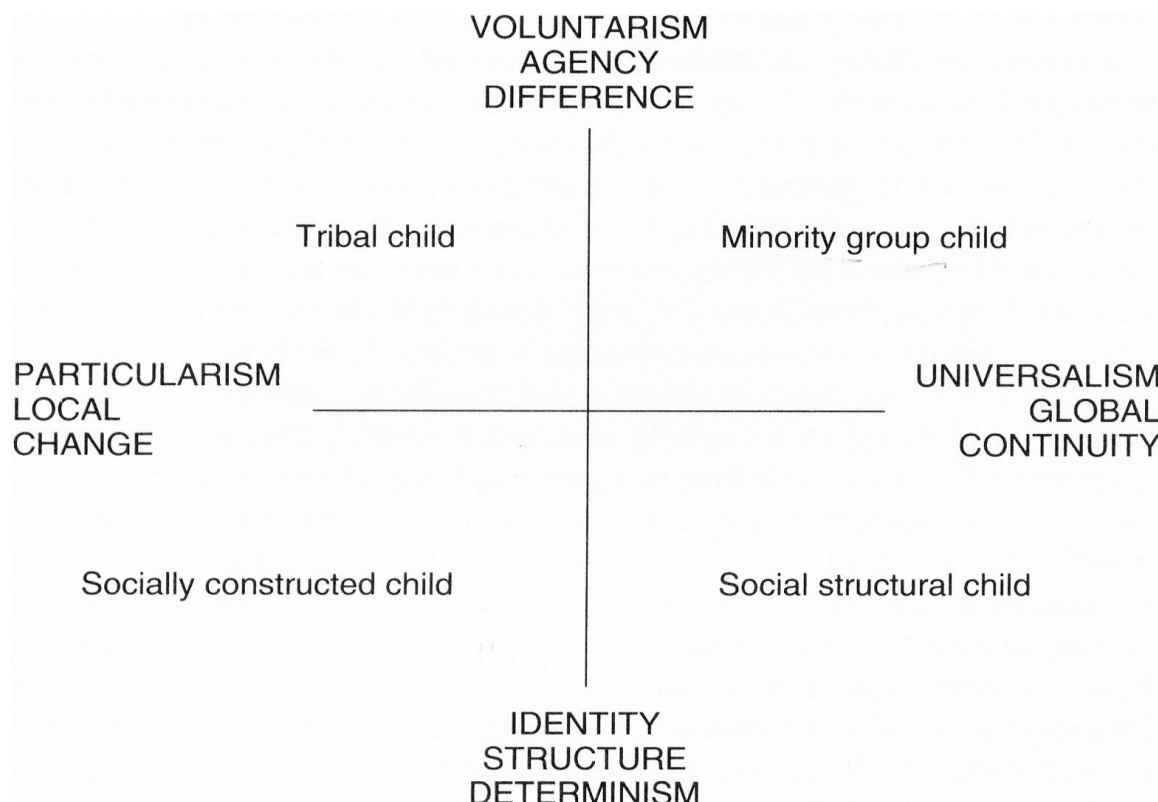 VOLUNTARISM
AGENCY
DIFFERENCE
Tribal child
Minority group child
PARTICULARISM
LOCAL
CHANGE
UNIVERSALISM
GLOBAL
CONTINUITY
Socially constructed child
Social structural child
IDENTITY
STRUCTURE
DETERMINISM